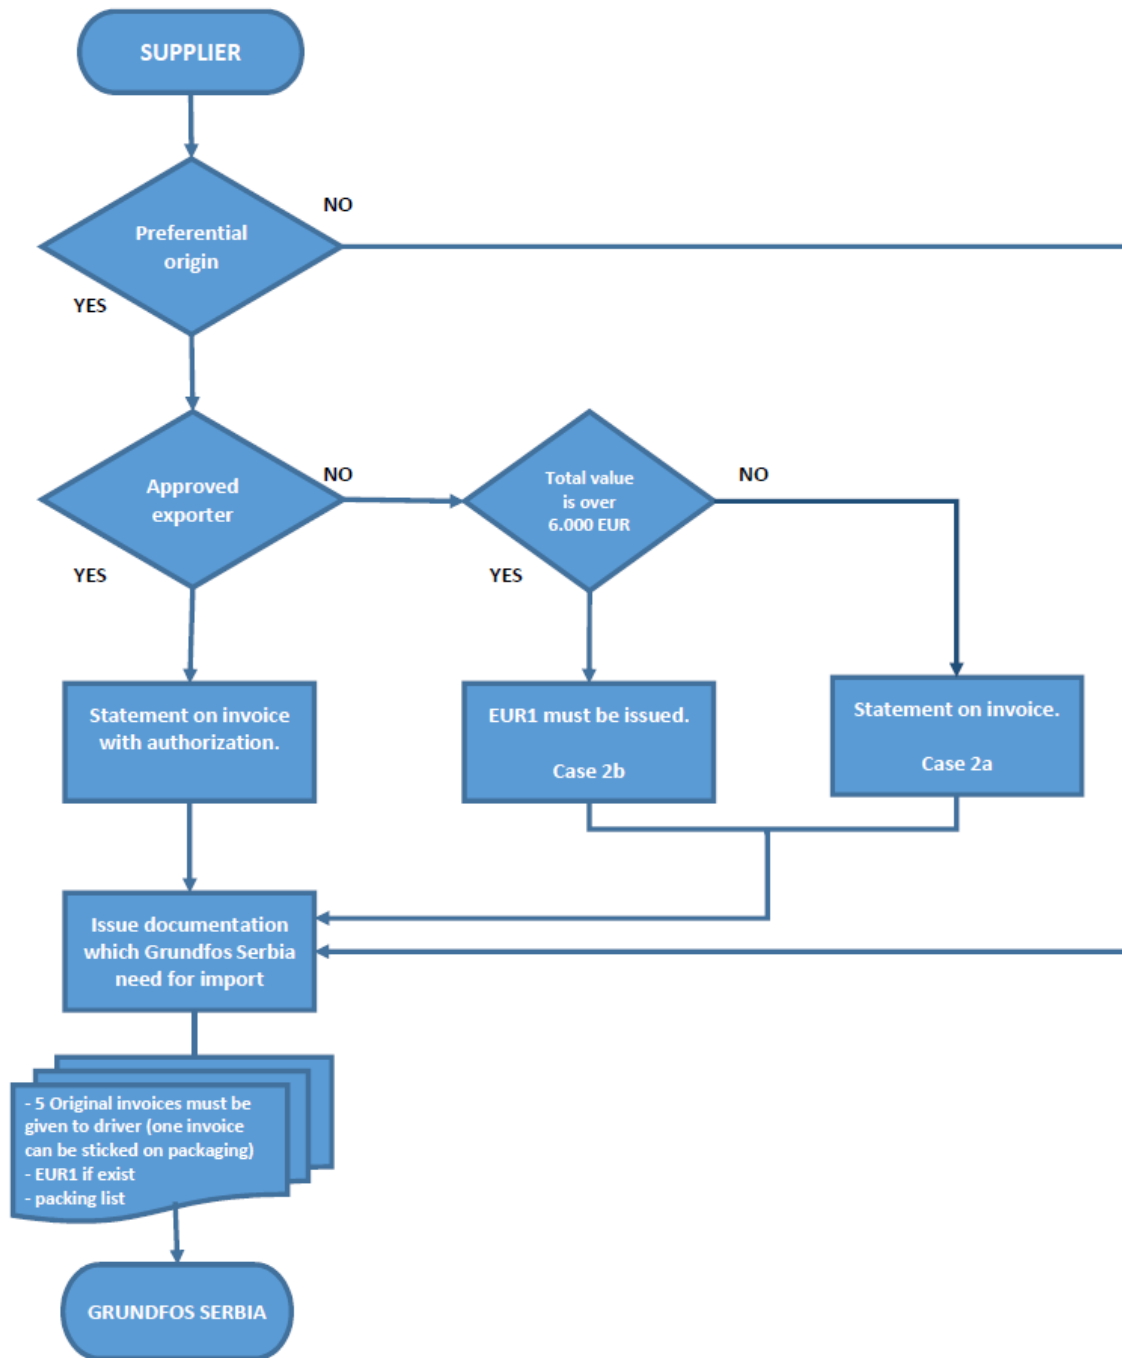 SUPPLIER
NO
Preferential
origin
YES
Approved
exporter
NO
YES
Total value
is over
6.000 EUR
NO
YES
Statement on invoice
with authorization.
EUR1 must be issued.
Case 2b
Statement on invoice.
Case 2a
Issue documentation
which Grundfos Serbia
need for import
- 5 Original invoices must be
given to driver (one invoice
can be sticked on packaging)
- EUR1 if exist
- packing list
GRUNDFOS SERBIA